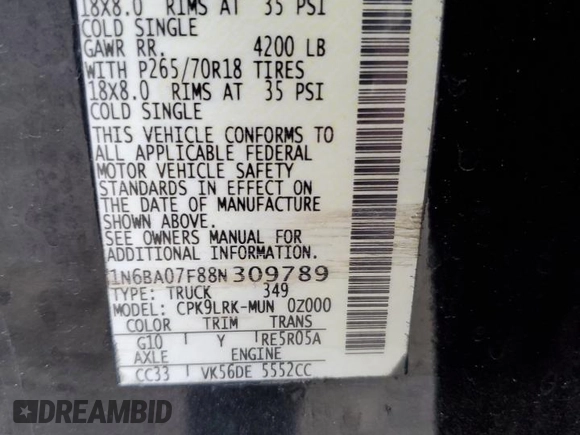 18X8.0 RIMS AT 35 PSI
COLD SINGLE
GAWR RR. 4200 LB
WITH P265/70R18 TIRES
18X8.0 RIMS AT 35 PSI
COLD SINGLE
THIS VEHICLE CONFORMS TO
ALL APPLICABLE FEDERAL
MOTOR VEHICLE SAFETY
STANDARDS IN EFFECT ON
THE DATE OF MANUFACTURE
SHOWN ABOVE.
SEE OWNERS MANUAL FOR
ADDITIONAL INFORMATION.
1N6BA07F88N309789
TYPE: TRUCK 349
MODEL: CPK9LRK-MUN 0Z000
COLOR TRIM TRANS
G10 Y RE5R05A
AXLE ENGINE
CC33 VK56DE 5552CC
DREAMBID